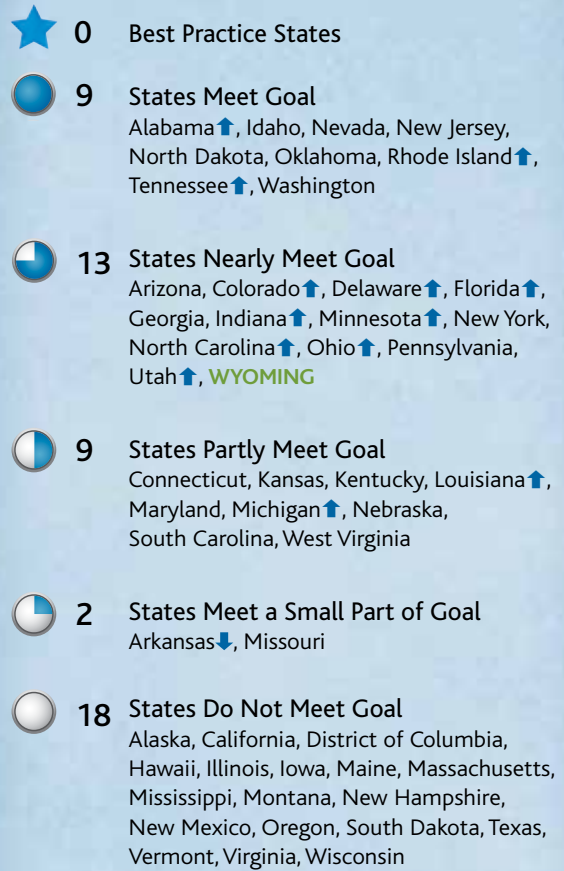 0 Best Practice States
9 States Meet Goal
Alabama⬆, Idaho, Nevada, New Jersey,
North Dakota, Oklahoma, Rhode Island⬆,
Tennessee⬆, Washington
13 States Nearly Meet Goal
Arizona, Colorado⬆, Delaware⬆, Florida⬆,
Georgia, Indiana⬆, Minnesota⬆, New York,
North Carolina⬆, Ohio⬆, Pennsylvania,
Utah⬆, WYOMING
9 States Partly Meet Goal
Connecticut, Kansas, Kentucky, Louisiana⬆,
Maryland, Michigan⬆, Nebraska,
South Carolina, West Virginia
2 States Meet a Small Part of Goal
Arkansas⬇, Missouri
18 States Do Not Meet Goal
Alaska, California, District of Columbia,
Hawaii, Illinois, Iowa, Maine, Massachusetts,
Mississippi, Montana, New Hampshire,
New Mexico, Oregon, South Dakota, Texas,
Vermont, Virginia, Wisconsin